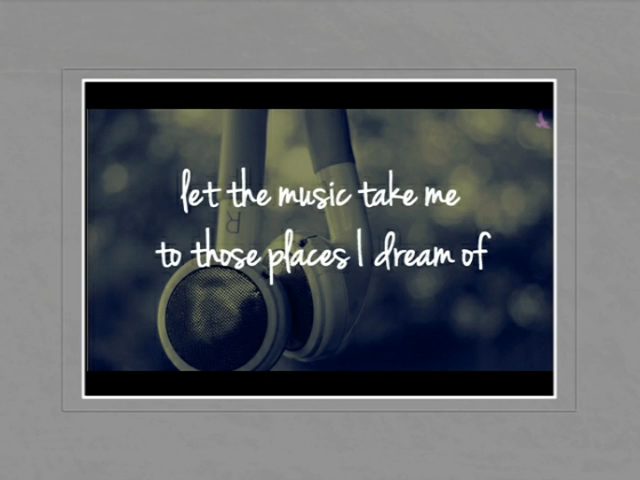 let the music take me
to those places I dream of
R